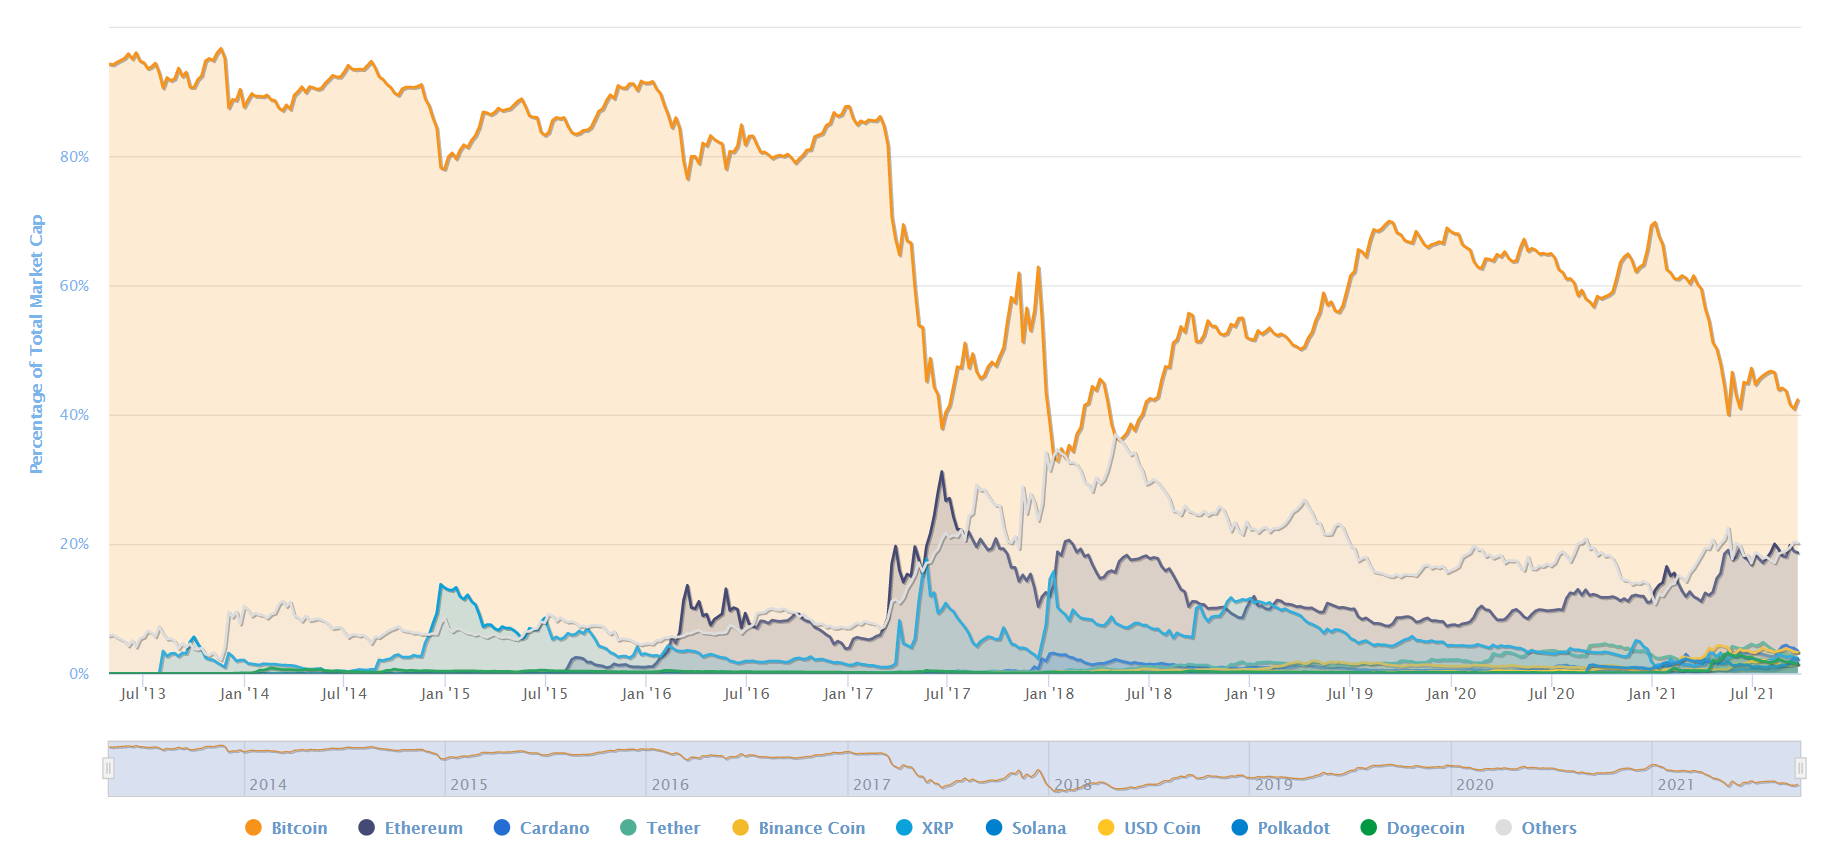 Percentage of Total Market Cap
80%
60%
40%
20%
0%
Jul '13 Jan '14 Jul '14 Jan '15 Jul '15 Jan '16 Jul '16 Jan '17 Jul '17 Jan '18 Jul '18 Jan '19 Jul '19 Jan '20 Jul '20 Jan '21 Jul '21
2014 2015 2016 2017 2018 2019 2020 2021
Bitcoin Ethereum Cardano Tether Binance Coin XRP Solana USD Coin Polkadot Dogecoin Others